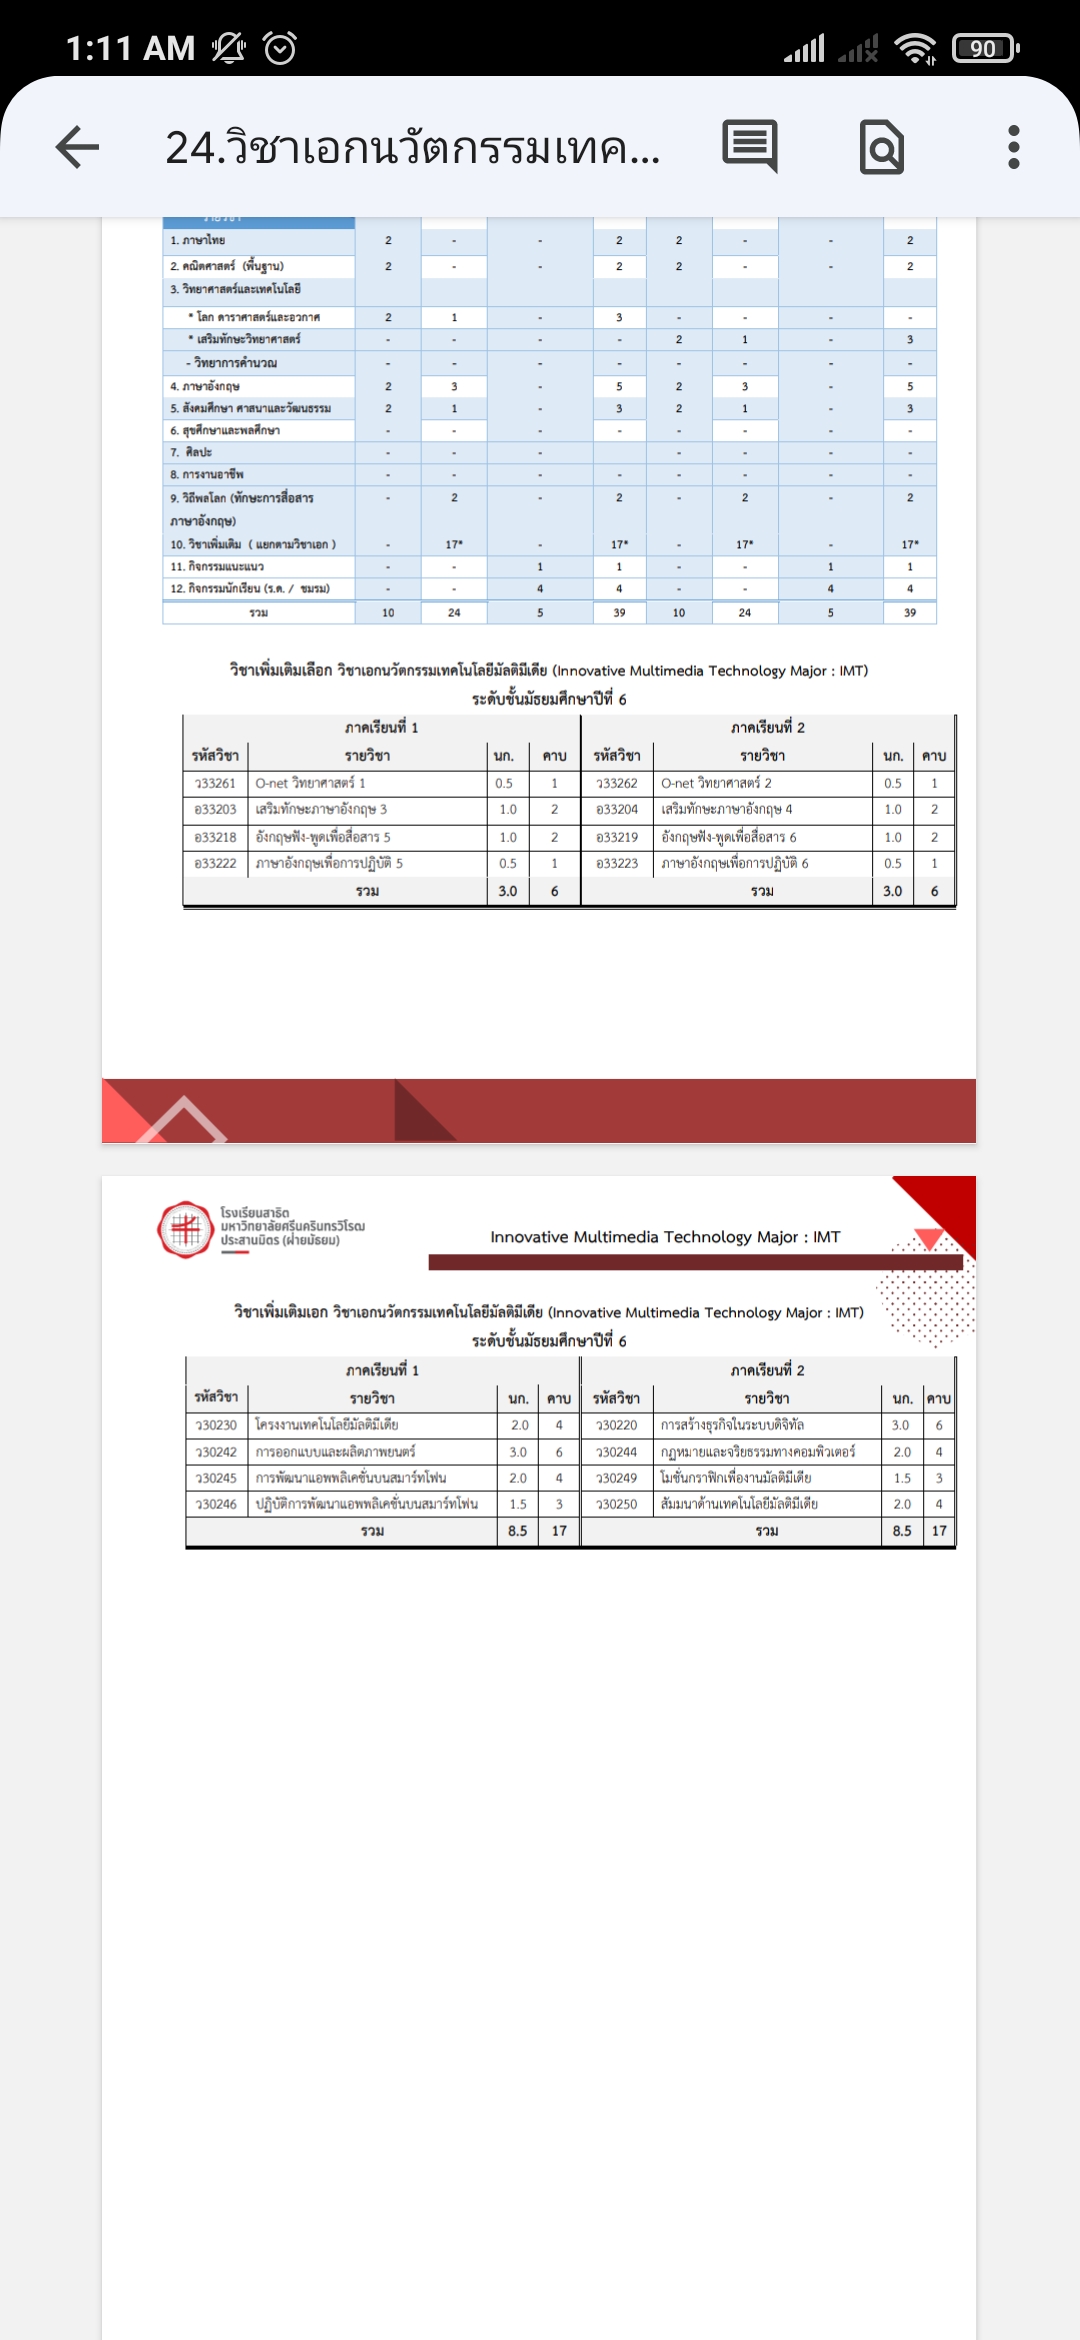 1:11 AM 90
24.วิชาเอกนวัตกรรมเทค...
รายวิชา
1. ภาษาไทย 2 - - 2 2 - - 2
2. คณิตศาสตร์ (พื้นฐาน) 2 - - 2 2 - - 2
3. วิทยาศาสตร์และเทคโนโลยี
* โลก ดาราศาสตร์และอวกาศ 2 1 - 3 - - - -
* เสริมทักษะวิทยาศาสตร์ - - - - 2 1 - 3
- วิทยาการคำนวณ - - - - - - - -
4. ภาษาอังกฤษ 2 3 - 5 2 3 - 5
5. สังคมศึกษา ศาสนาและวัฒนธรรม 2 1 - 3 2 1 - 3
6. สุขศึกษาและพลศึกษา - - - - - - - -
7. ศิลปะ - - - - - - -
8. การงานอาชีพ - - - - - - - -
9. วิถีพลโลก (ทักษะการสื่อสาร - 2 - 2 - 2 - 2
ภาษาอังกฤษ)
10. วิชาเพิ่มเติม ( แยกตามวิชาเอก ) - 17* - 17* - 17* - 17*
11. กิจกรรมแนะแนว - - 1 1 - - 1 1
12. กิจกรรมนักเรียน (ร.ด. / ชมรม) - - 4 4 - - 4 4
รวม 10 24 5 39 10 24 5 39
วิชาเพิ่มเติมเลือก วิชาเอกนวัตกรรมเทคโนโลยีมัลติมีเดีย (Innovative Multimedia Technology Major : IMT)
ระดับชั้นมัธยมศึกษาปีที่ 6
ภาคเรียนที่ 1 ภาคเรียนที่ 2
รหัสวิชา รายวิชา นก. คาบ รหัสวิชา รายวิชา นก. คาบ
ว33261 O-net วิทยาศาสตร์ 1 0.5 1 ว33262 O-net วิทยาศาสตร์ 2 0.5 1
อ33203 เสริมทักษะภาษาอังกฤษ 3 1.0 2 อ33204 เสริมทักษะภาษาอังกฤษ 4 1.0 2
อ33218 อังกฤษฟัง-พูดเพื่อสื่อสาร 5 1.0 2 อ33219 อังกฤษฟัง-พูดเพื่อสื่อสาร 6 1.0 2
อ33222 ภาษาอังกฤษเพื่อการปฏิบัติ 5 0.5 1 อ33223 ภาษาอังกฤษเพื่อการปฏิบัติ 6 0.5 1
รวม 3.0 6 รวม 3.0 6
โรงเรียนสาธิต
มหาวิทยาลัยศรีนครินทรวิโรฒ
ประสานมิตร (ฝ่ายมัธยม)
Innovative Multimedia Technology Major : IMT
วิชาเพิ่มเติมเอก วิชาเอกนวัตกรรมเทคโนโลยีมัลติมีเดีย (Innovative Multimedia Technology Major : IMT)
ระดับชั้นมัธยมศึกษาปีที่ 6
ภาคเรียนที่ 1 ภาคเรียนที่ 2
รหัสวิชา รายวิชา นก. คาบ รหัสวิชา รายวิชา นก. คาบ
ว30230 โครงงานเทคโนโลยีมัลติมีเดีย 2.0 4 ว30220 การสร้างธุรกิจในระบบดิจิทัล 3.0 6
ว30242 การออกแบบและผลิตภาพยนตร์ 3.0 6 ว30244 กฎหมายและจริยธรรมทางคอมพิวเตอร์ 2.0 4
ว30245 การพัฒนาแอพพลิเคชั่นบนสมาร์ทโฟน 2.0 4 ว30249 โมชั่นกราฟิกเพื่องานมัลติมีเดีย 1.5 3
ว30246 ปฏิบัติการพัฒนาแอพพลิเคชั่นบนสมาร์ทโฟน 1.5 3 ว30250 สัมมนาด้านเทคโนโลยีมัลติมีเดีย 2.0 4
รวม 8.5 17 รวม 8.5 17